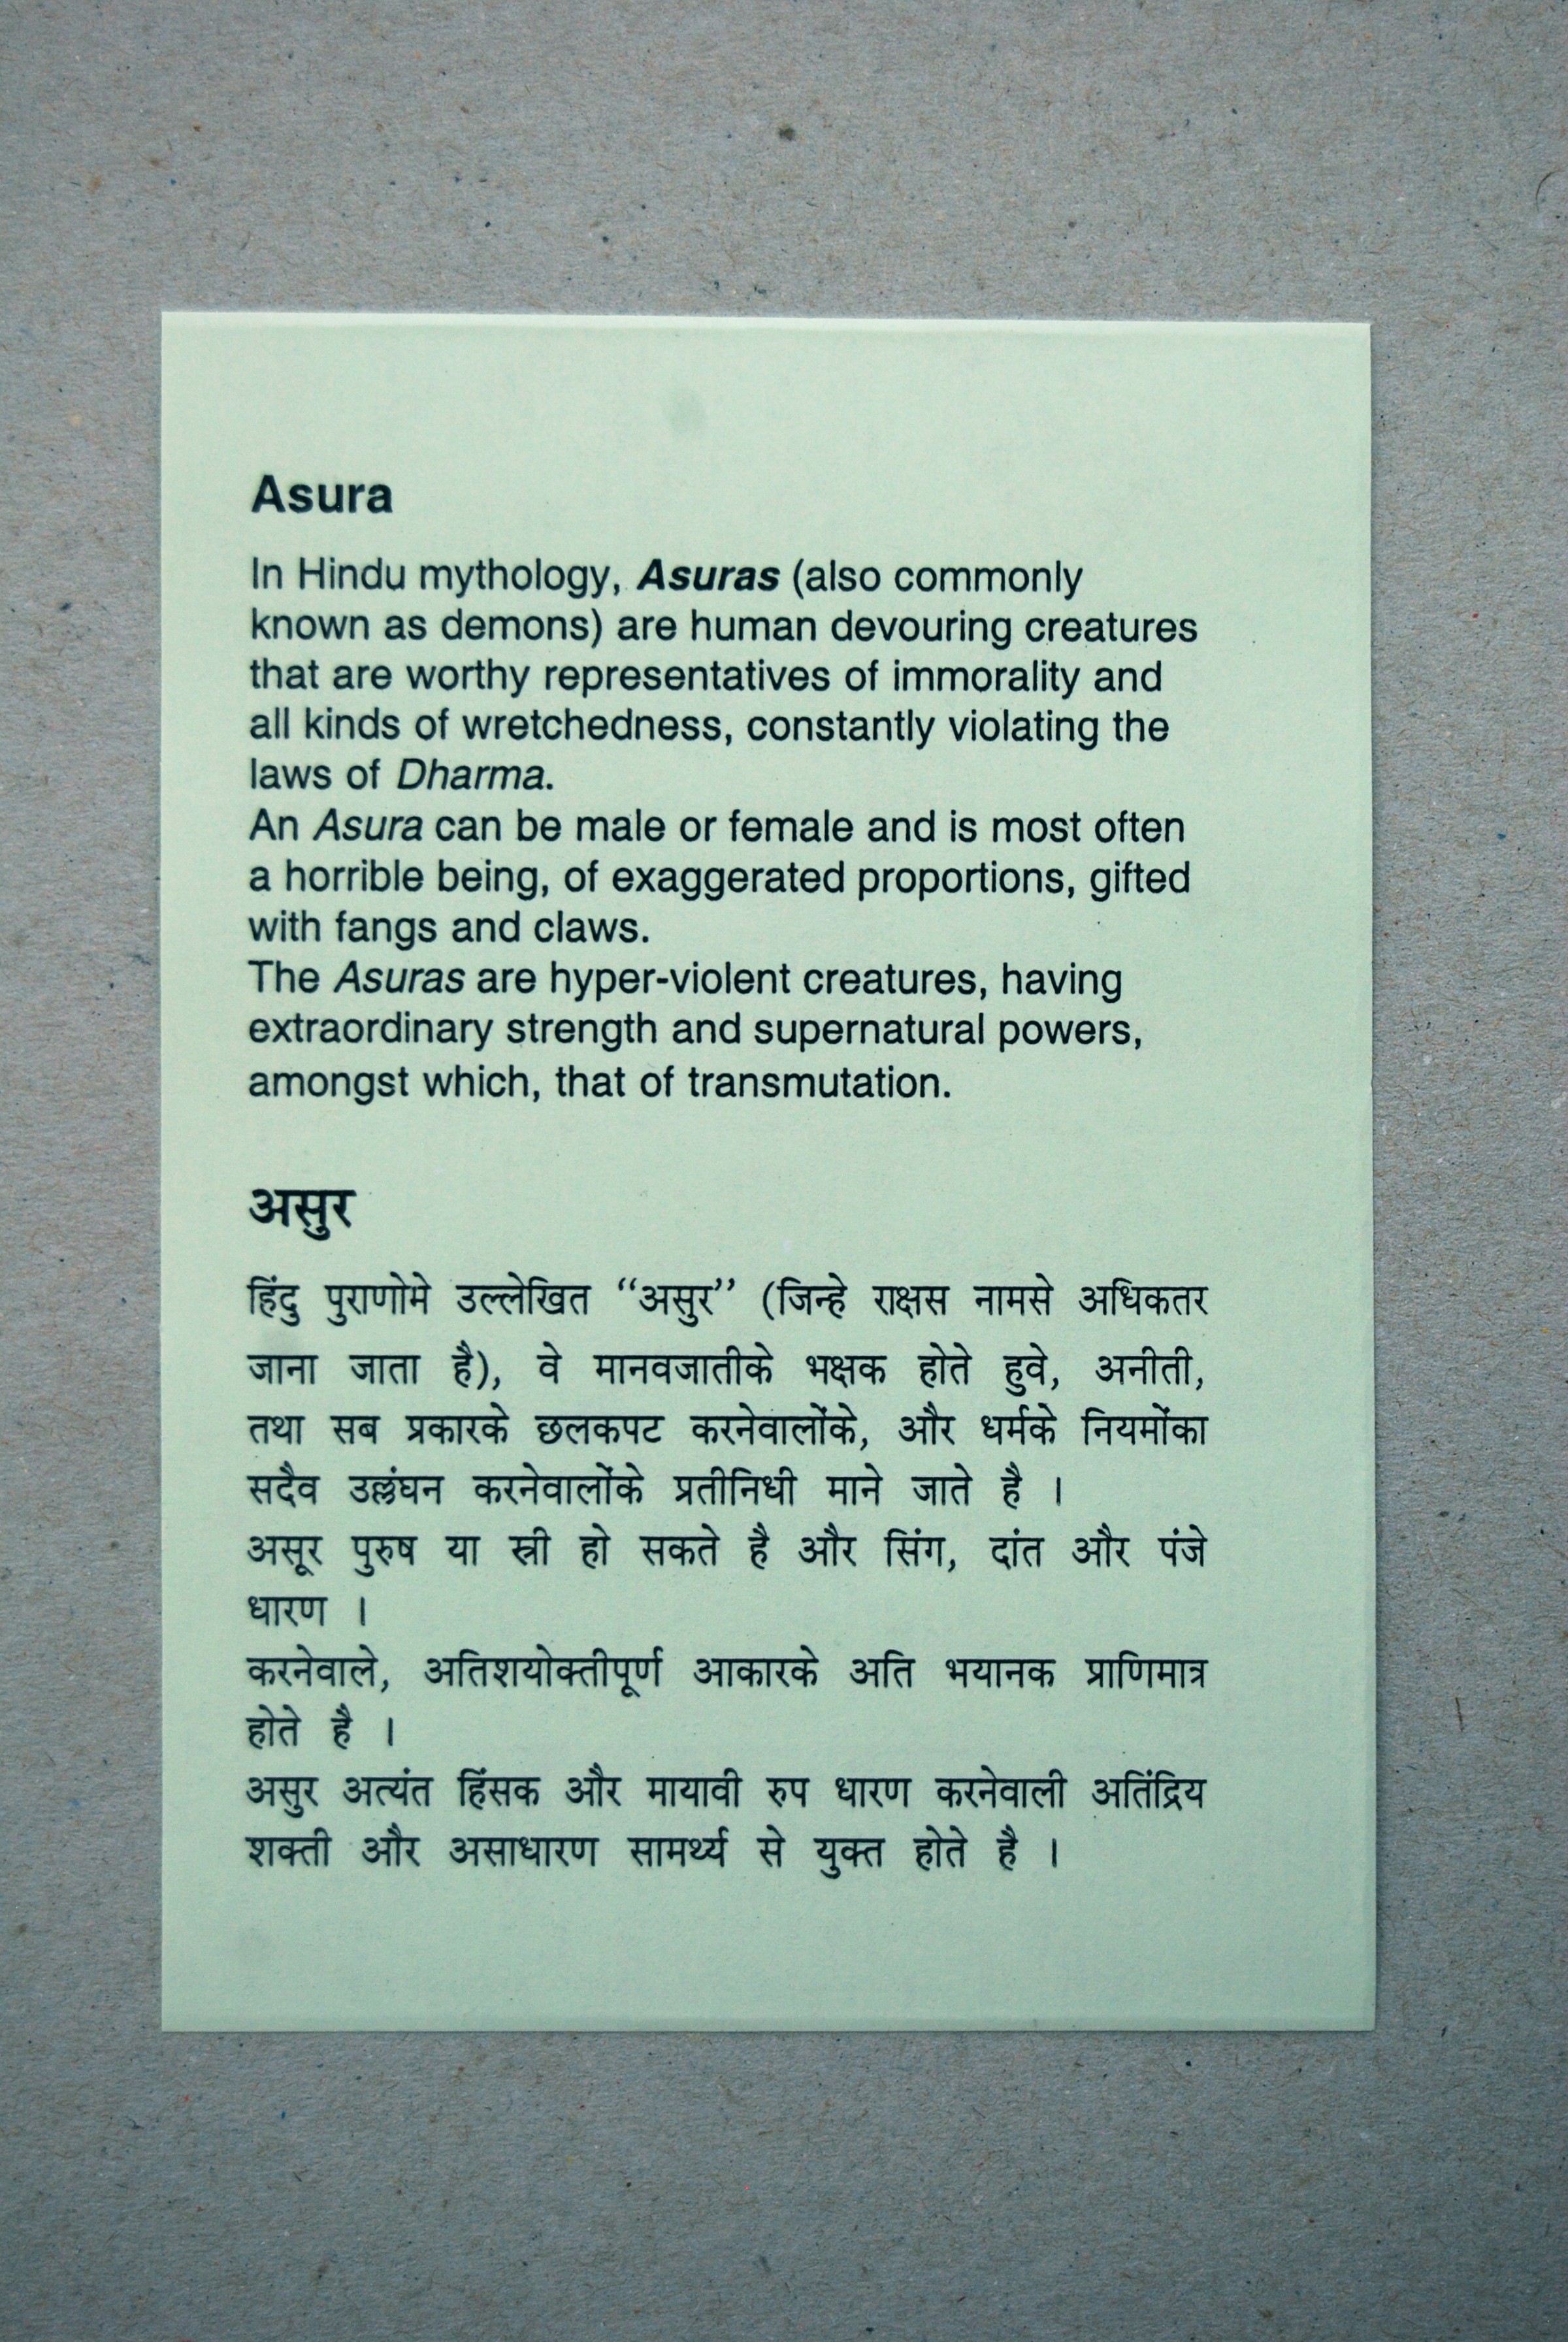 Asura
In Hindu mythology, Asuras (also commonly
known as demons) are human devouring creatures
that are worthy representatives of immorality and
all kinds of wretchedness, constantly violating the
laws of Dharma.
An Asura can be male or female and is most often
a horrible being, of exaggerated proportions, gifted
with fangs and claws.
The Asuras are hyper-violent creatures, having
extraordinary strength and supernatural powers,
amongst which, that of transmutation.
असुर
हिंदु पुराणोमे उल्लेखित “असुर” (जिन्हे राक्षस नामसे अधिकतर
जाना जाता है), वे मानवजातीके भक्षक होते हुवे, अनीती,
तथा सब प्रकारके छलकपट करनेवालोंके, और धर्मके नियमोंका
सदैव उल्लंघन करनेवालोंके प्रतीनिधी माने जाते है ।
असूर पुरुष या स्त्री हो सकते है और सिंग, दांत और पंजे
धारण ।
करनेवाले, अतिशयोक्तीपूर्ण आकारके अति भयानक प्राणिमात्र
होते है ।
असुर अत्यंत हिंसक और मायावी रुप धारण करनेवाली अतिंद्रिय
शक्ती और असाधारण सामर्थ्य से युक्त होते है ।